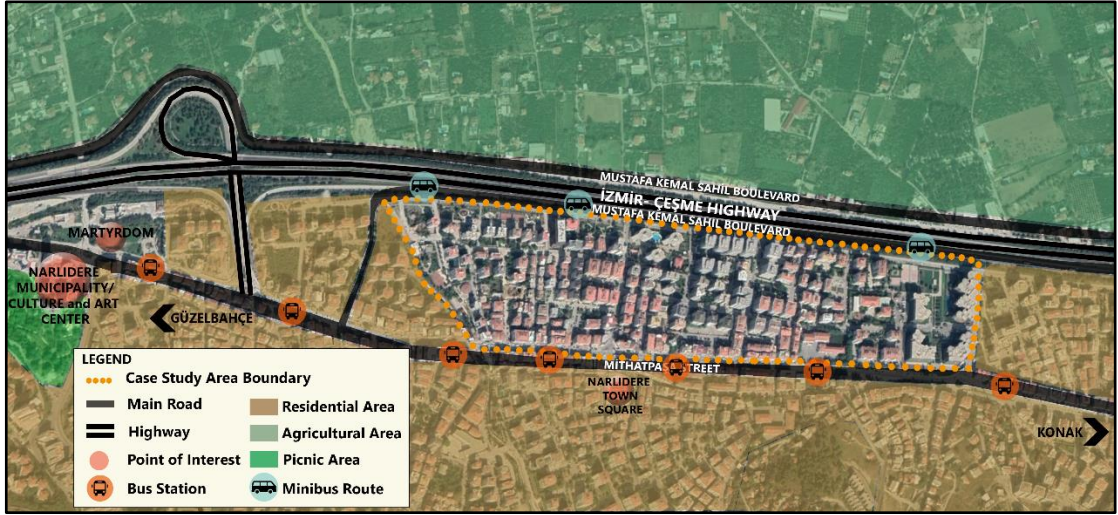 MUSTAFA KEMAL SAHIL BOULEVARD
İZMİR- ÇEŞME HIGHWAY
MUSTAFA KEMAL SAHIL BOULEVARD
MARTYRDOM
NARLIDERE
MUNICIPALITY/
CULTURE and ART
CENTER
GÜZELBAHÇE
MITHATPAŞA STREET
NARLIDERE
TOWN
SQUARE
KONAK
LEGEND
Case Study Area Boundary
Main Road
Highway
Point of Interest
Bus Station
Residential Area
Agricultural Area
Picnic Area
Minibus Route